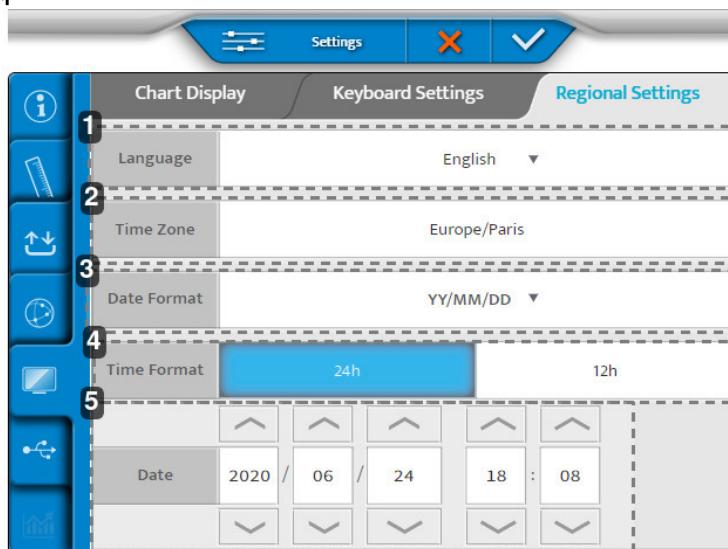 Settings
Chart Display Keyboard Settings Regional Settings
1
Language English
2
Time Zone Europe/Paris
3
Date Format YY/MM/DD
4
Time Format 24h 12h
5
Date 2020 / 06 / 24 18 : 08